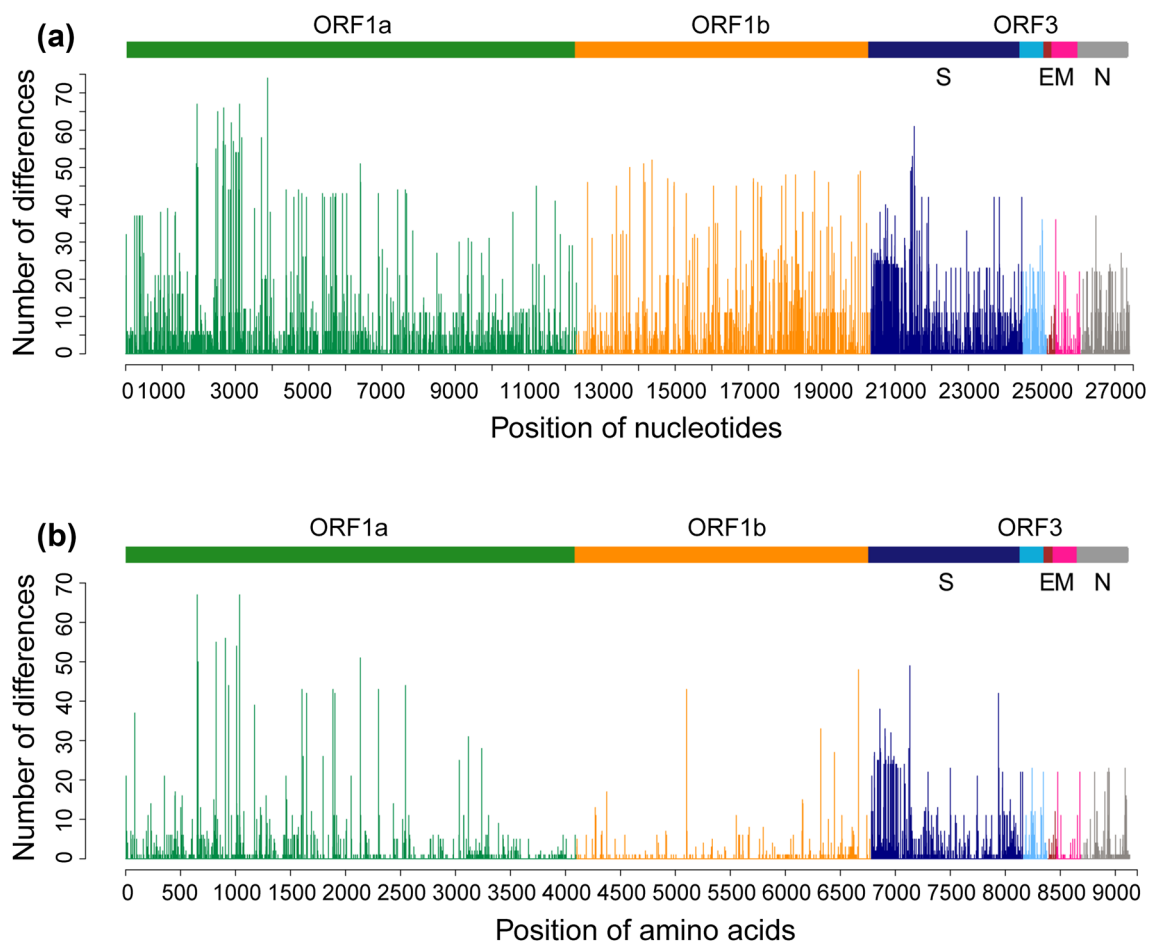 (a)
ORF1a ORF1b ORF3
S EM N
Number of differences
0 10 20 30 40 50 60 70
0 1000 3000 5000 7000 9000 11000 13000 15000 17000 19000 21000 23000 25000 27000
Position of nucleotides
(b)
ORF1a ORF1b ORF3
S EM N
Number of differences
0 10 20 30 40 50 60 70
0 500 1000 1500 2000 2500 3000 3500 4000 5000 5500 6000 6500 7000 7500 8000 8500 9000
Position of amino acids